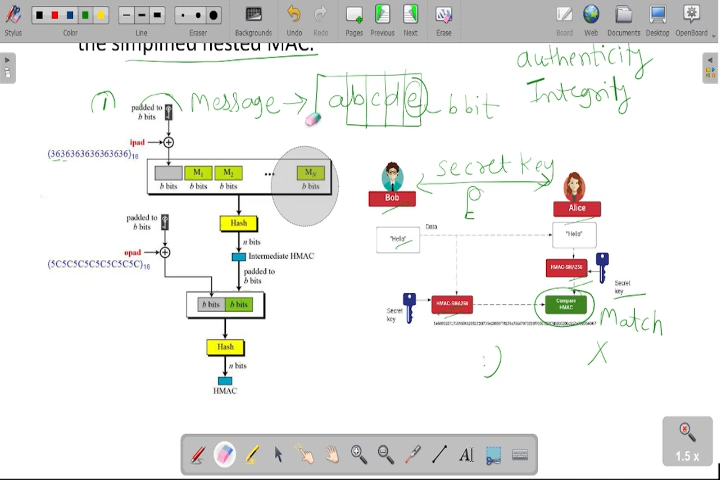 Stylus
Color
Line
Eraser
Backgrounds
Undo
Redo
Pages
Previous
Next
Erase
Board
Web
Documents
Desktop
OpenBoard
the simplified nested MAC.
authenticity
Integrity
① Message → abcde b bit
padded to
b bits
ipad
(3636363636363636)16
M1 M2 ... MN
b bits b bits b bits b bits
Hash
n bits
Intermediate HMAC
padded to
b bits
padded to
b bits
opad
(5C5C5C5C5C5C5C5C)16
b bits b bits
Hash
n bits
HMAC
secret key
Bob
Alice
"Hello"
Data
"Hello"
HMAC-SHA256
Secret
key
Secret
key
HMAC-SHA256
Compare
HMAC
Match
X
:)
1.5 x